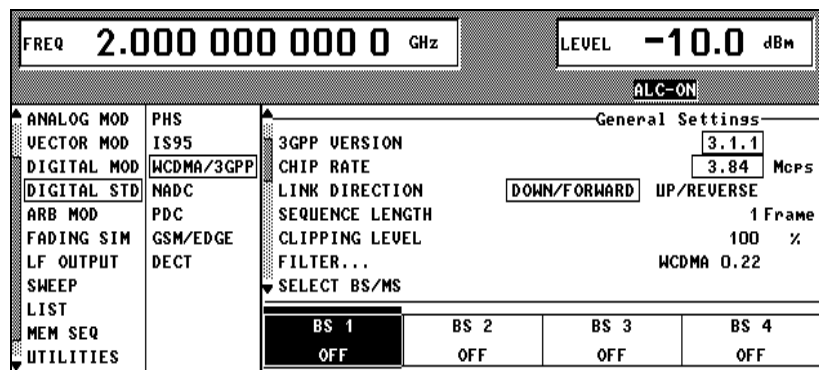 FREQ 2.000 000 000 0 GHz
LEVEL -10.0 dBm
ALC-ON
ANALOG MOD
VECTOR MOD
DIGITAL MOD
DIGITAL STD
ARB MOD
FADING SIM
LF OUTPUT
SWEEP
LIST
MEM SEQ
UTILITIES
PHS
IS95
WCDMA/3GPP
NADC
PDC
GSM/EDGE
DECT
General Settings
3GPP VERSION 3.1.1
CHIP RATE 3.84 Mcps
LINK DIRECTION DOWN/FORWARD UP/REVERSE
SEQUENCE LENGTH 1 Frame
CLIPPING LEVEL 100 %
FILTER... WCDMA 0.22
SELECT BS/MS
BS 1 BS 2 BS 3 BS 4
OFF OFF OFF OFF